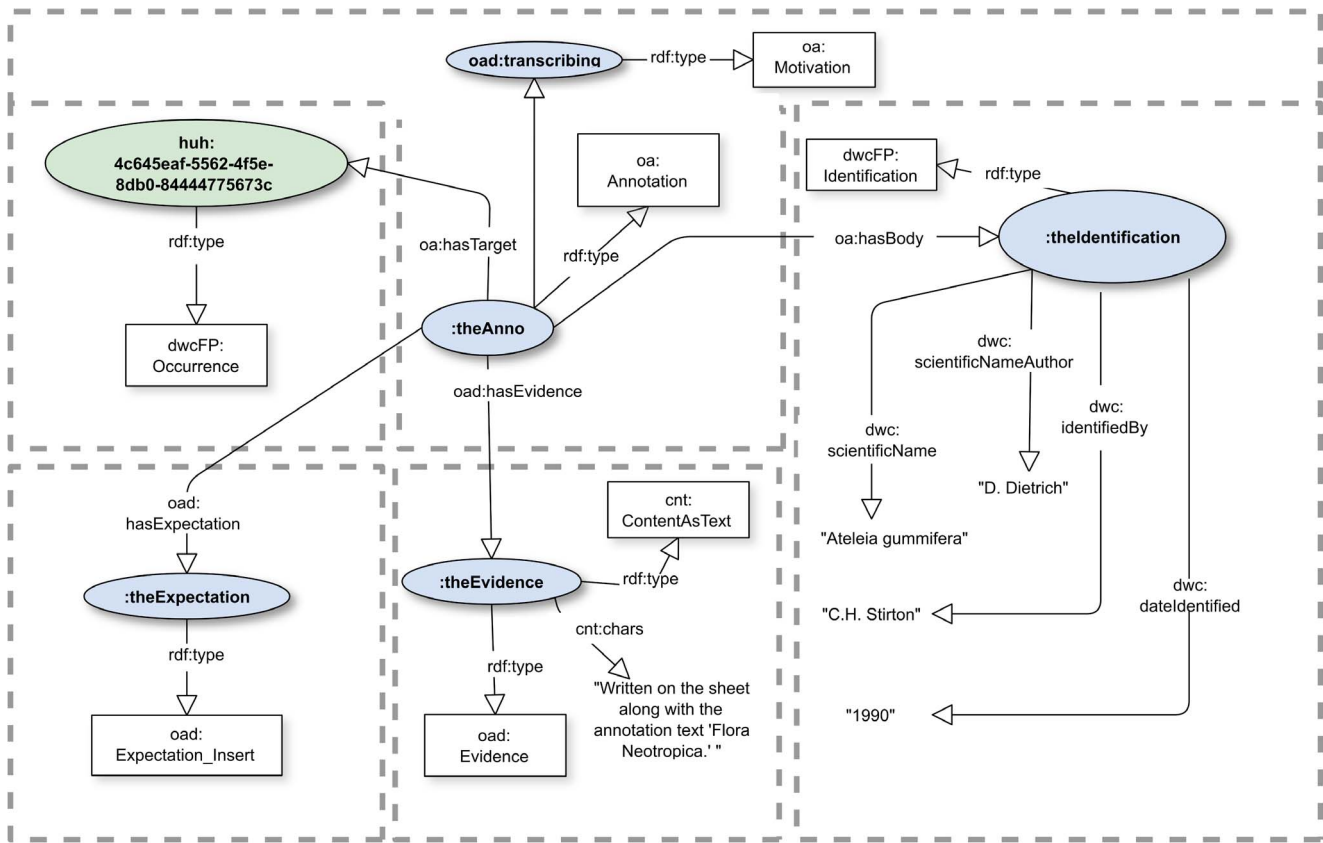 oad:transcribing
rdf:type
oa:
Motivation
huh:
4c645eaf-5562-4f5e-
8db0-84444775673c
rdf:type
dwcFP:
Occurrence
oa:hasTarget
oa:
Annotation
rdf:type
:theAnno
oa:hasBody
dwcFP:
Identification
rdf:type
:theIdentification
dwc:
scientificName
"Ateleia gummifera"
dwc:
scientificNameAuthor
"D. Dietrich"
dwc:
identifiedBy
"C.H. Stirton"
dwc:
dateIdentified
"1990"
oad:
hasExpectation
:theExpectation
rdf:type
oad:
Expectation_Insert
oad:hasEvidence
:theEvidence
rdf:type
cnt:
ContentAsText
rdf:type
oad:
Evidence
cnt:chars
"Written on the sheet
along with the
annotation text 'Flora
Neotropica.' "